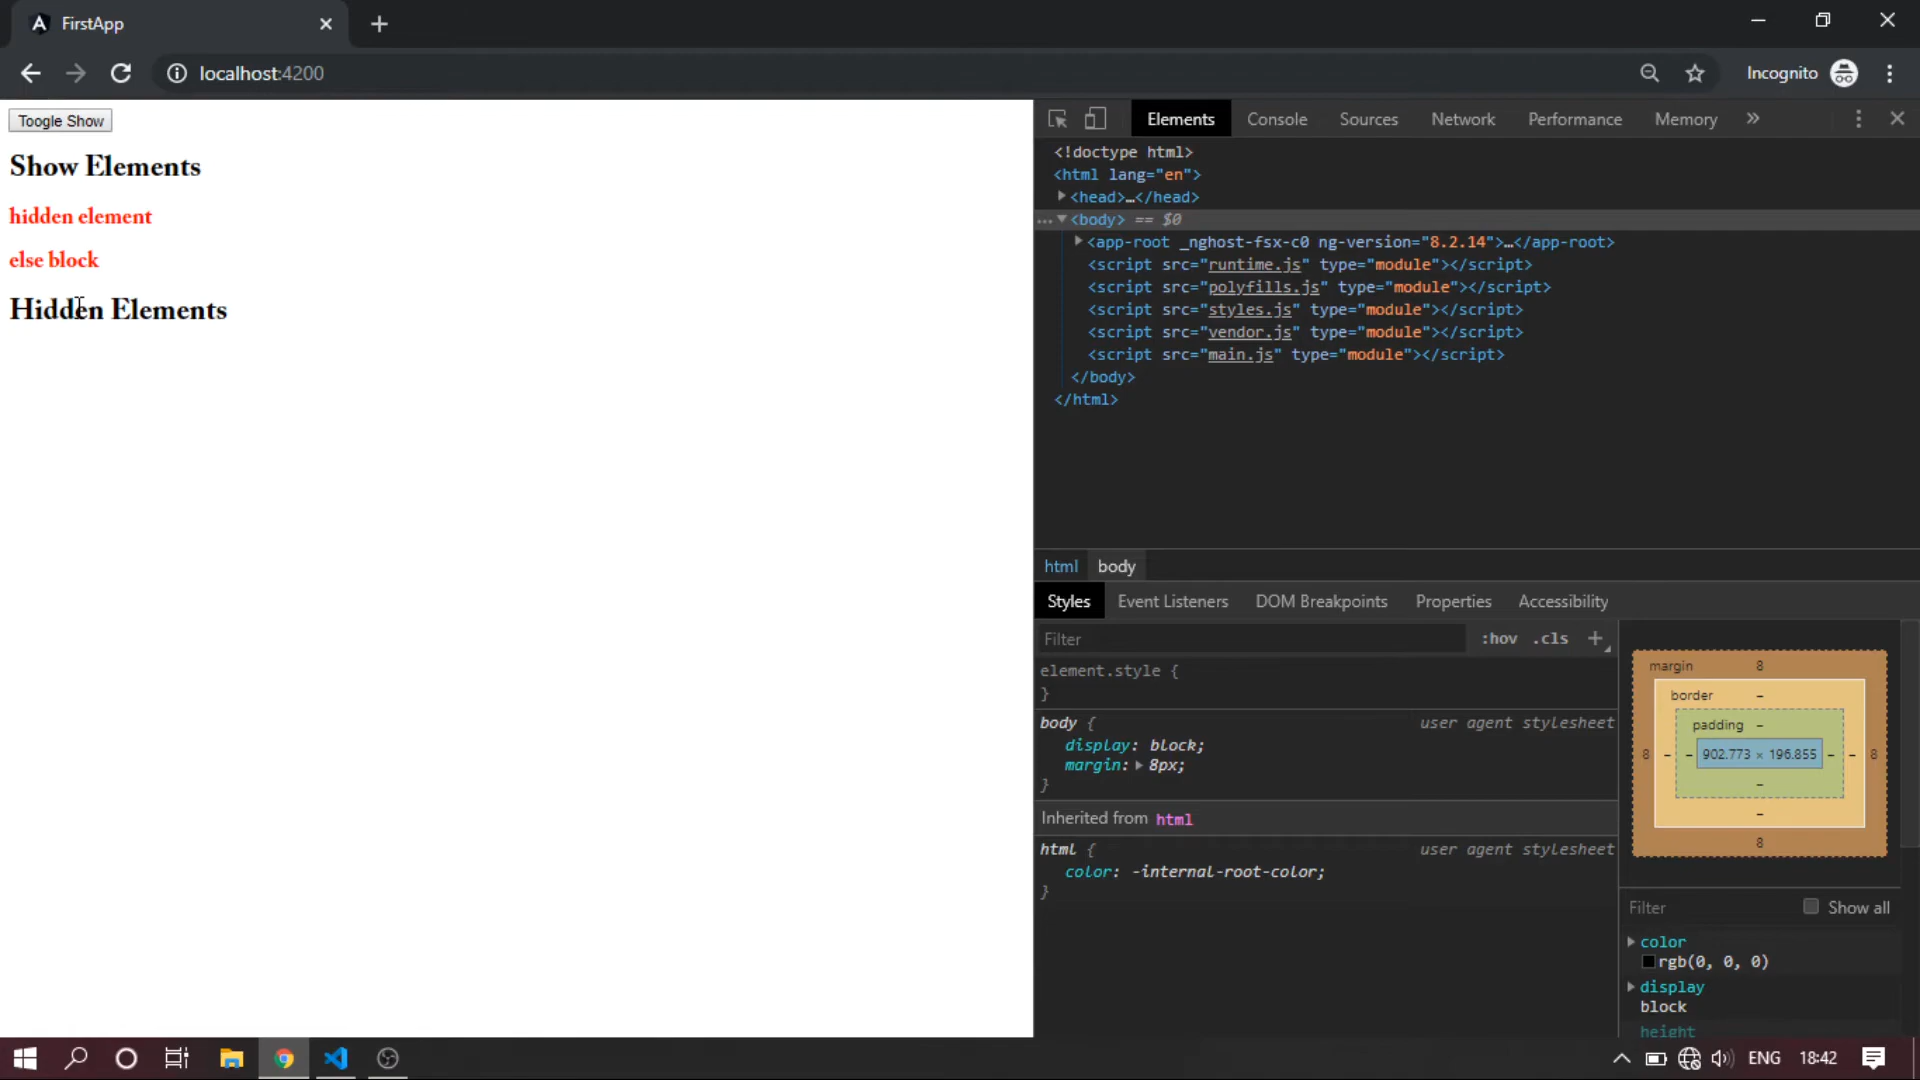 FirstApp
localhost:4200
Incognito
Toogle Show
Show Elements
hidden element
else block
Hidden Elements
Elements Console Sources Network Performance Memory »
<!doctype html>
<html lang="en">
<head>…</head>
… <body> == $0
<app-root _nghost-fsx-c0 ng-version="8.2.14">…</app-root>
<script src="runtime.js" type="module"></script>
<script src="polyfills.js" type="module"></script>
<script src="styles.js" type="module"></script>
<script src="vendor.js" type="module"></script>
<script src="main.js" type="module"></script>
</body>
</html>
html body
Styles Event Listeners DOM Breakpoints Properties Accessibility
Filter :hov .cls +
element.style {
}
body { user agent stylesheet
display: block;
margin: 8px;
}
Inherited from html
html { user agent stylesheet
color: -internal-root-color;
}
margin 8
border –
padding –
8 – – 902.773 × 196.855 – – 8
–
–
8
Filter Show all
color
rgb(0, 0, 0)
display
block
height
ENG 18:42